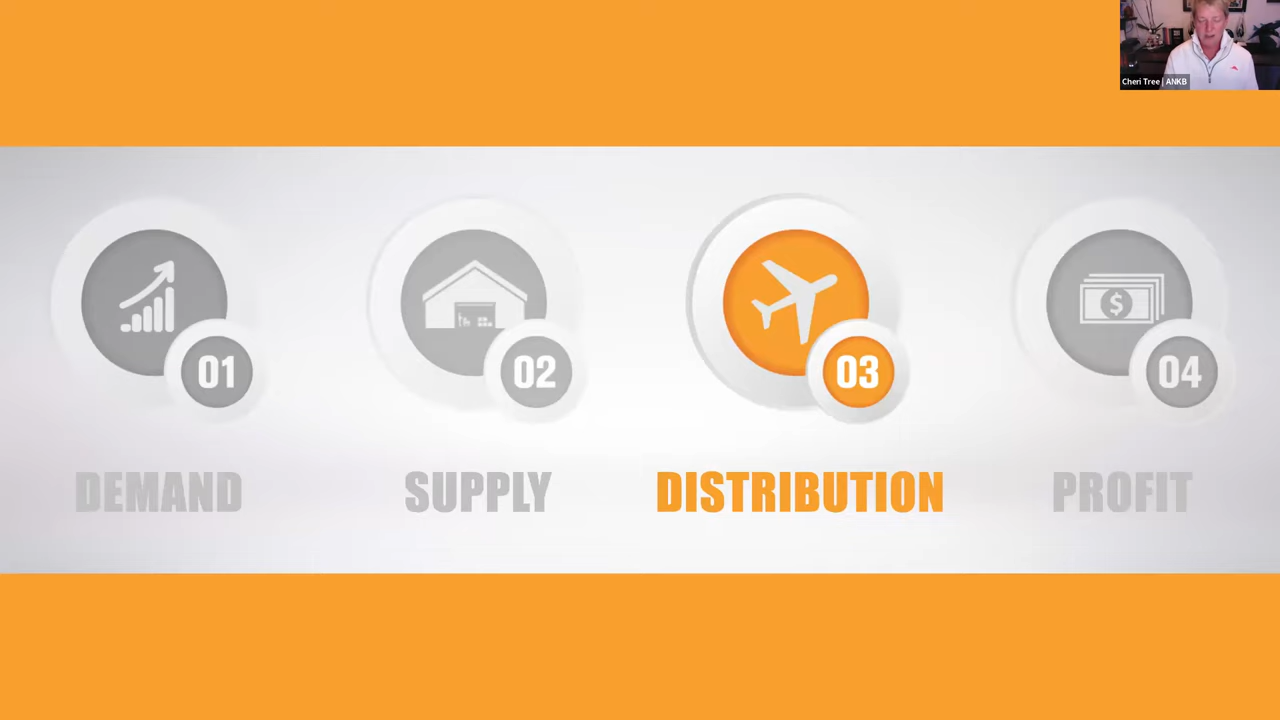 Cheri Tree | ANKB
01
02
03
04
DEMAND
SUPPLY
DISTRIBUTION
PROFIT
$